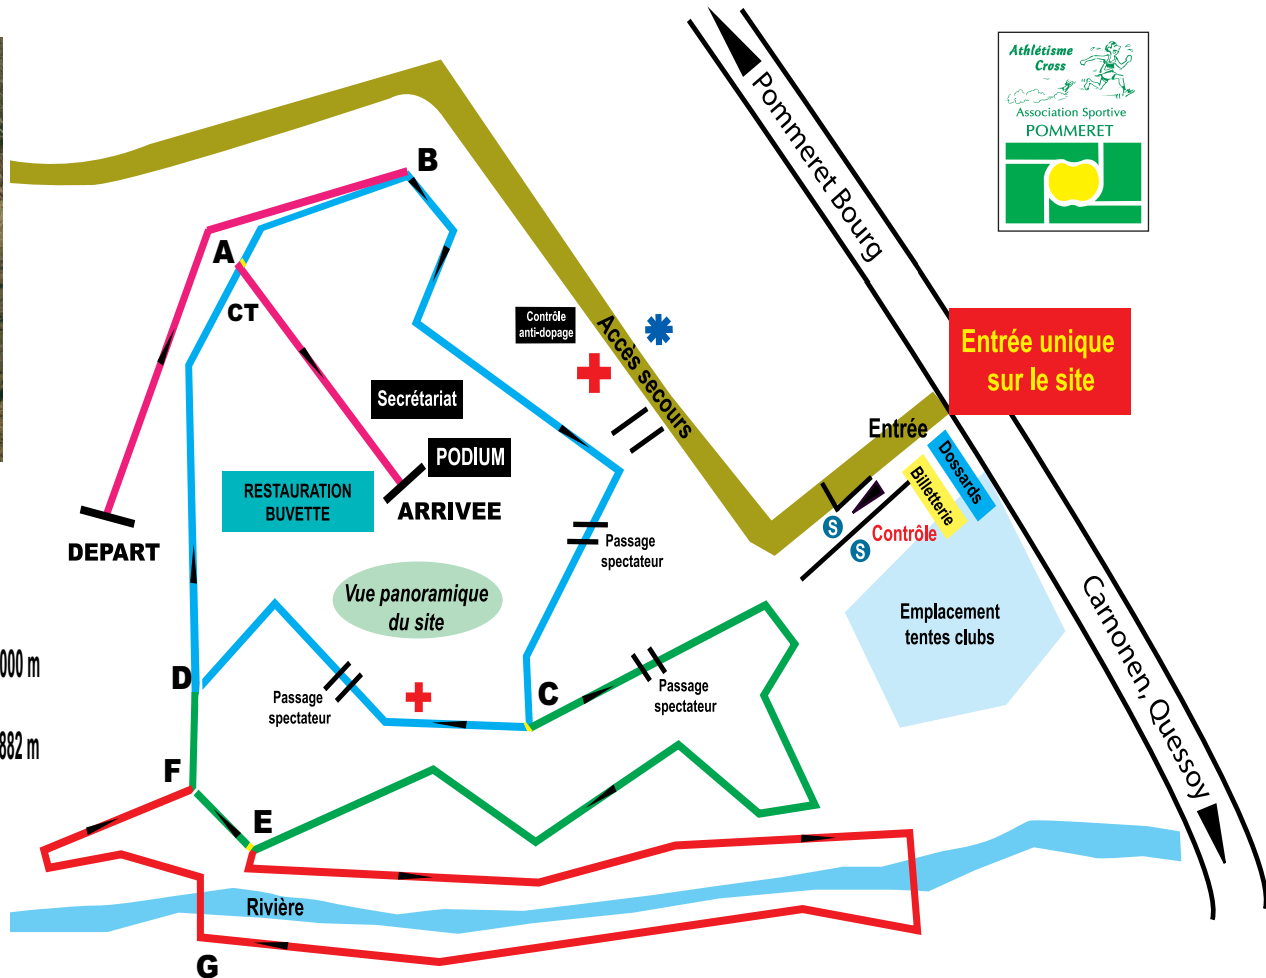 Athlétisme
Cross
Association Sportive
POMMERET
Pommeret Bourg
B
A
CT
Contrôle
anti-dopage
Accès secours
Entrée unique
sur le site
Secrétariat
PODIUM
RESTAURATION
BUVETTE
ARRIVEE
DEPART
Entrée
Dossards
Billetterie
S
Contrôle
S
Passage
spectateur
Vue panoramique
du site
Emplacement
tentes clubs
Carnonen, Quessoy
000 m
D
Passage
spectateur
C
Passage
spectateur
882 m
F
E
Rivière
G